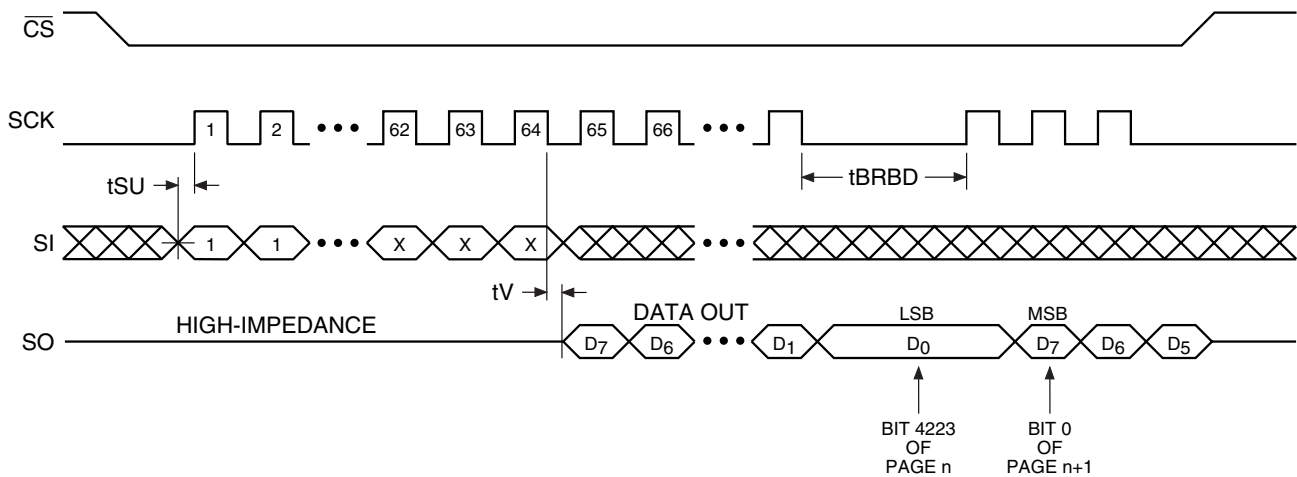 CS
SCK
1 2 ••• 62 63 64 65 66 •••
tSU
tBRBD
SI
1 1 ••• X X X •••
tV
HIGH-IMPEDANCE
DATA OUT
LSB
MSB
SO
D7 D6 ••• D1 D0 D7 D6 D5
BIT 4223
OF
PAGE n
BIT 0
OF
PAGE n+1